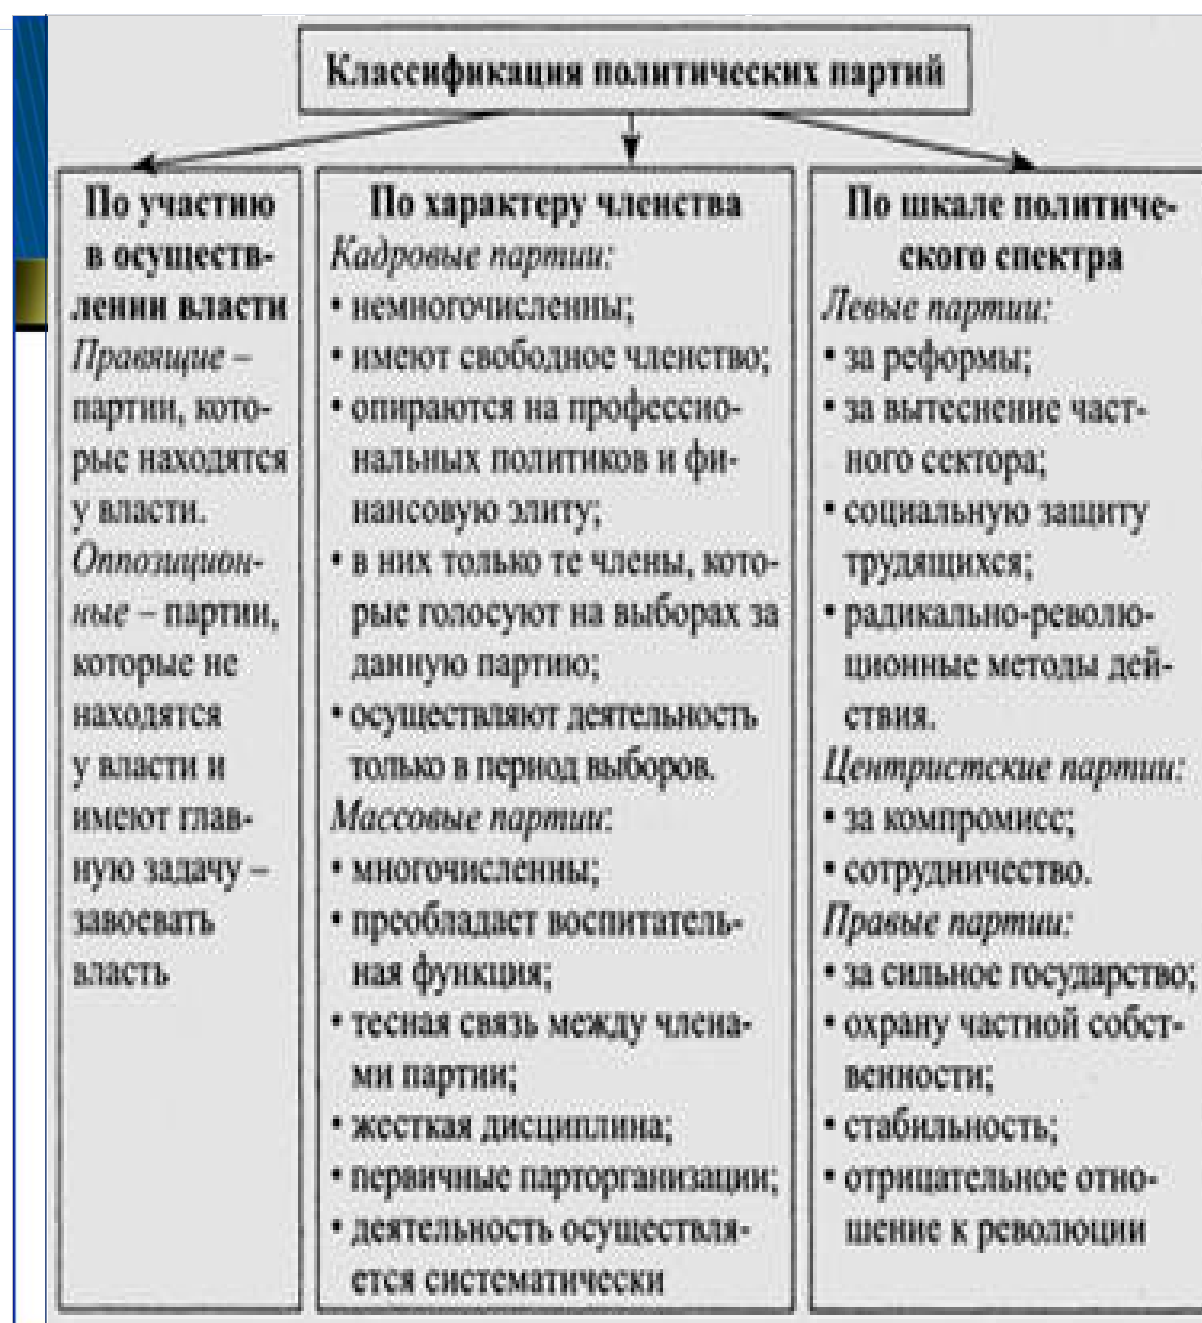 Классификация политических партий
По участию
в осуществ-
лении власти
Правящие –
партии, кото-
рые находятся
у власти.
Оппозицион-
ные – партии,
которые не
находятся
у власти и
имеют глав-
ную задачу –
завоевать
власть
По характеру членства
Кадровые партии:
• немногочисленны;
• имеют свободное членство;
• опираются на профессио-
нальных политиков и фи-
нансовую элиту;
• в них только те члены, кото-
рые голосуют на выборах за
данную партию;
• осуществляют деятельность
только в период выборов.
Массовые партии:
• многочисленны;
• преобладает воспитатель-
ная функция;
• тесная связь между члена-
ми партии;
• жесткая дисциплина;
• первичные парторганизации;
• деятельность осуществля-
ется систематически
По шкале политиче-
ского спектра
Левые партии:
• за реформы;
• за вытеснение част-
ного сектора;
• социальную защиту
трудящихся;
• радикально-револю-
ционные методы дей-
ствия.
Центристские партии:
• за компромисс;
• сотрудничество.
Правые партии:
• за сильное государство;
• охрану частной собст-
венности;
• стабильность;
• отрицательное отно-
шение к революции